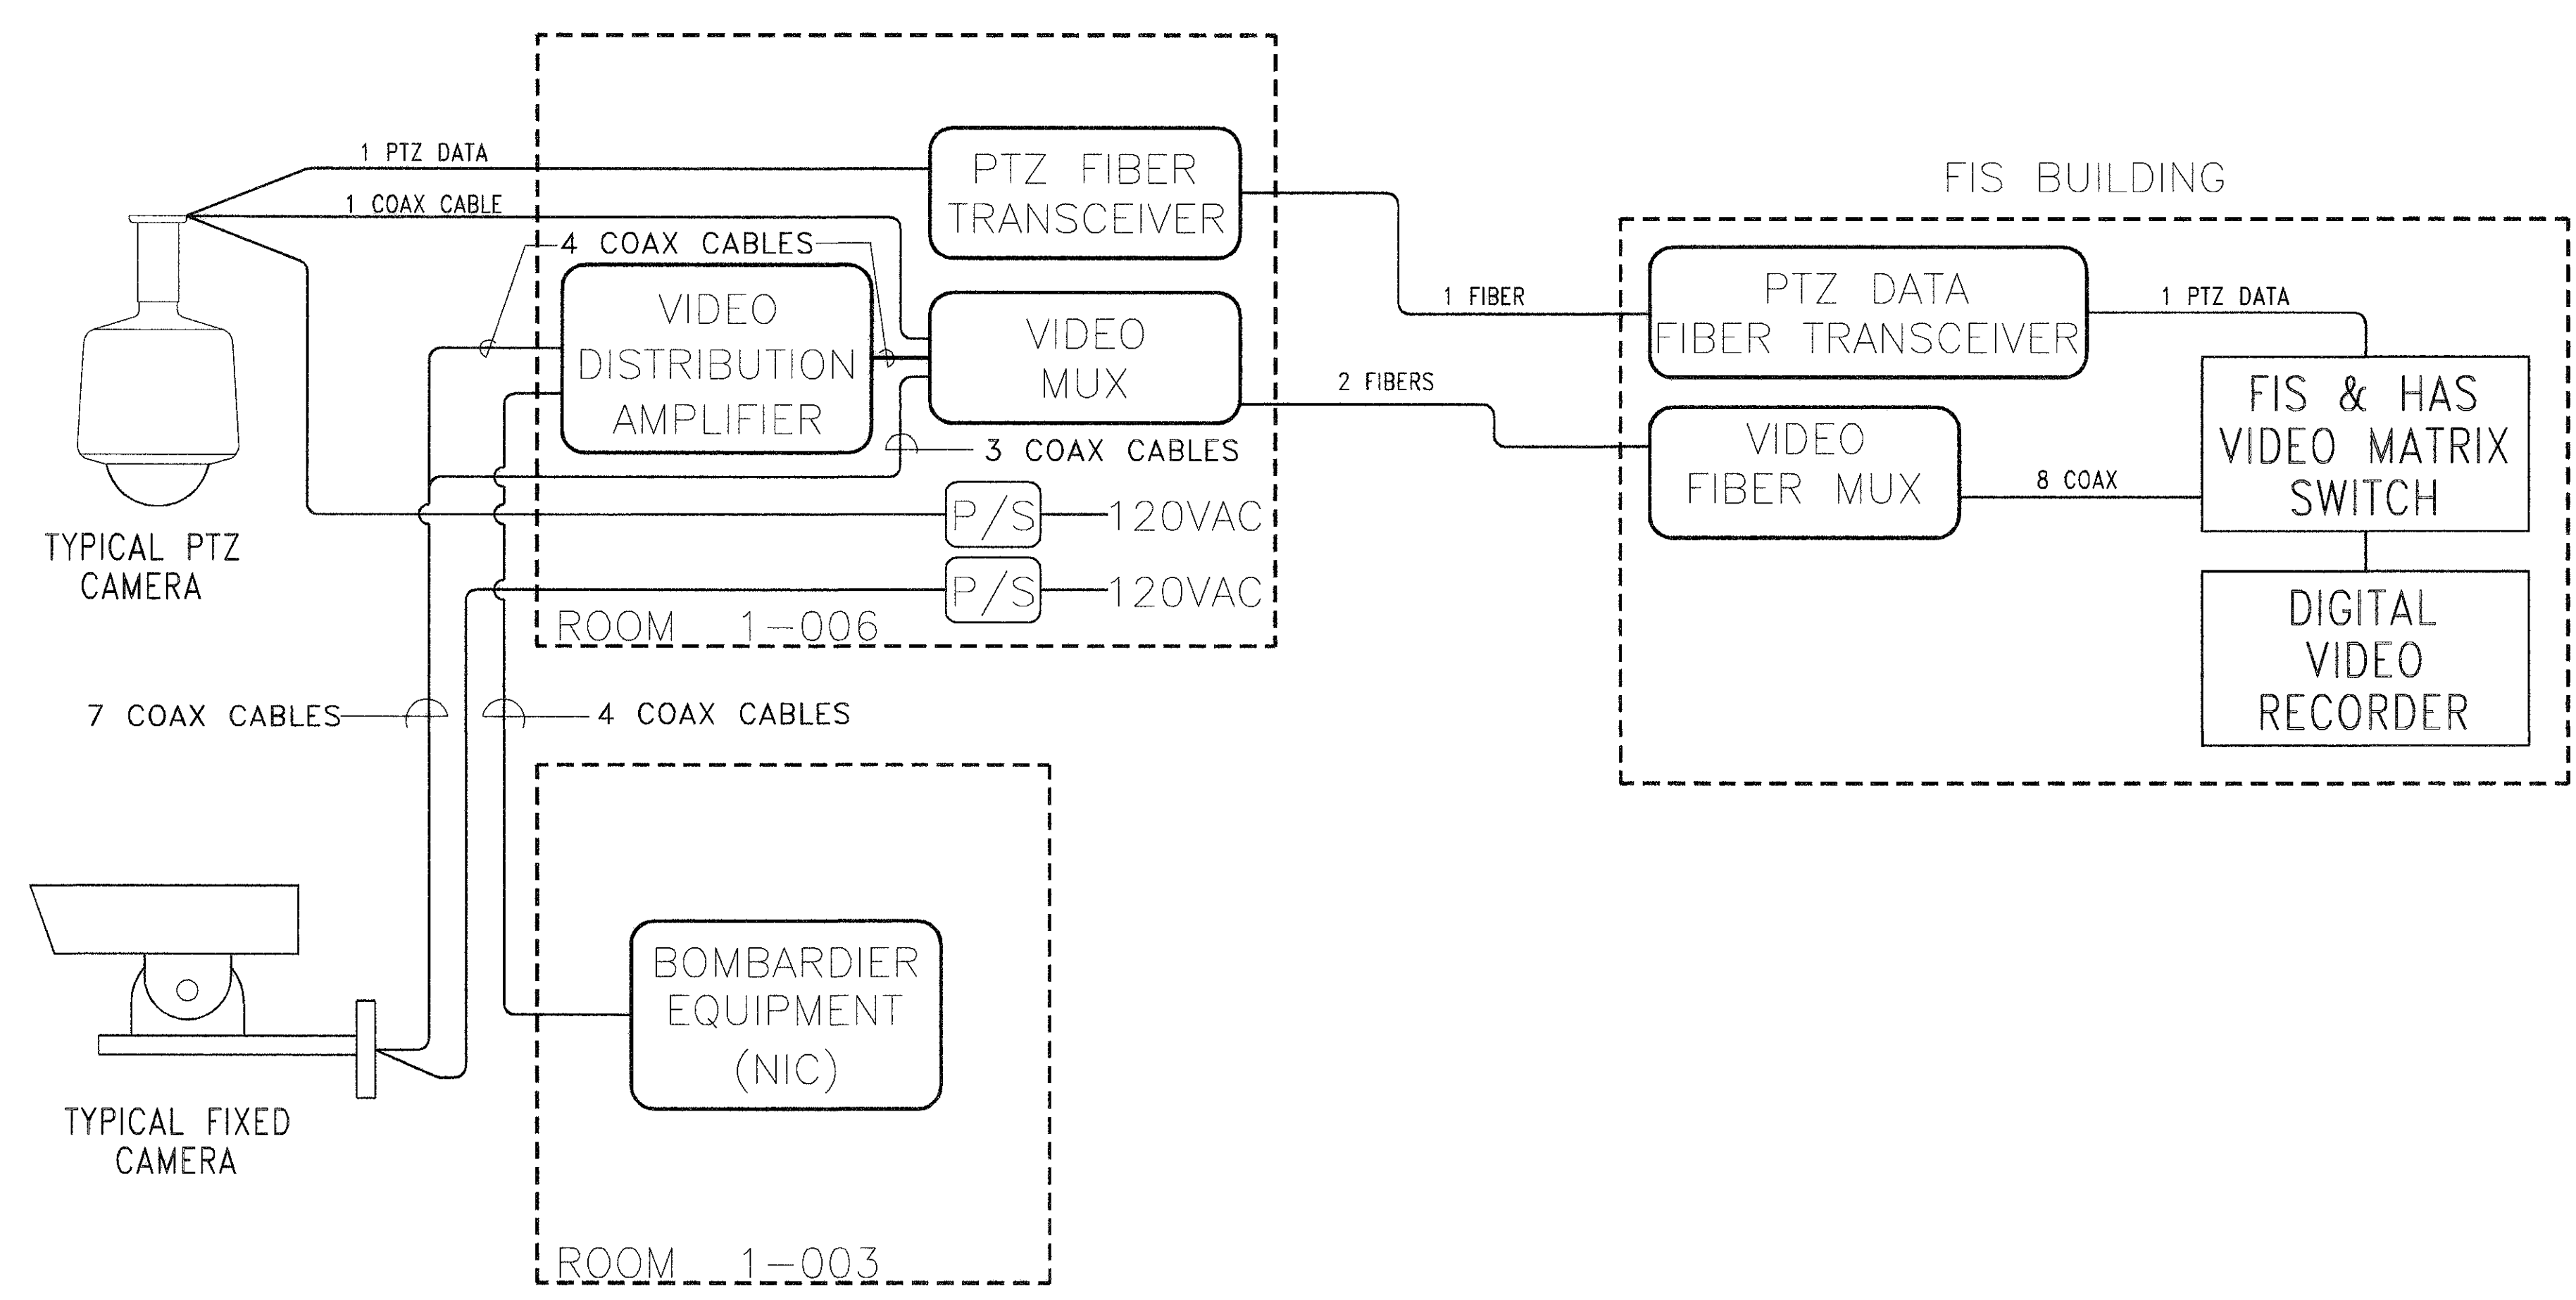 1 PTZ DATA
1 COAX CABLE
4 COAX CABLES
PTZ FIBER
TRANSCEIVER
VIDEO
DISTRIBUTION
AMPLIFIER
VIDEO
MUX
3 COAX CABLES
P/S
120VAC
P/S
120VAC
ROOM 1-006
TYPICAL PTZ
CAMERA
7 COAX CABLES
4 COAX CABLES
BOMBARDIER
EQUIPMENT
(NIC)
ROOM 1-003
TYPICAL FIXED
CAMERA
1 FIBER
2 FIBERS
FIS BUILDING
PTZ DATA
FIBER TRANSCEIVER
1 PTZ DATA
VIDEO
FIBER MUX
8 COAX
FIS & HAS
VIDEO MATRIX
SWITCH
DIGITAL
VIDEO
RECORDER